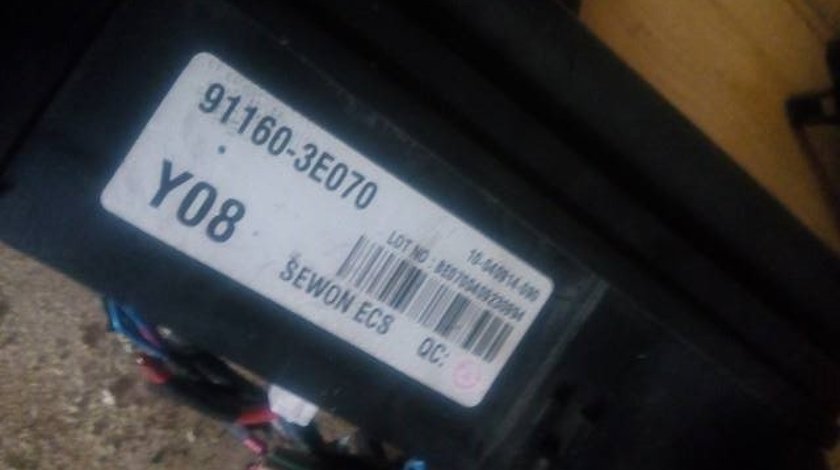 91160-3E070
Y08
LOT NO :
SEWON ECS
QC: